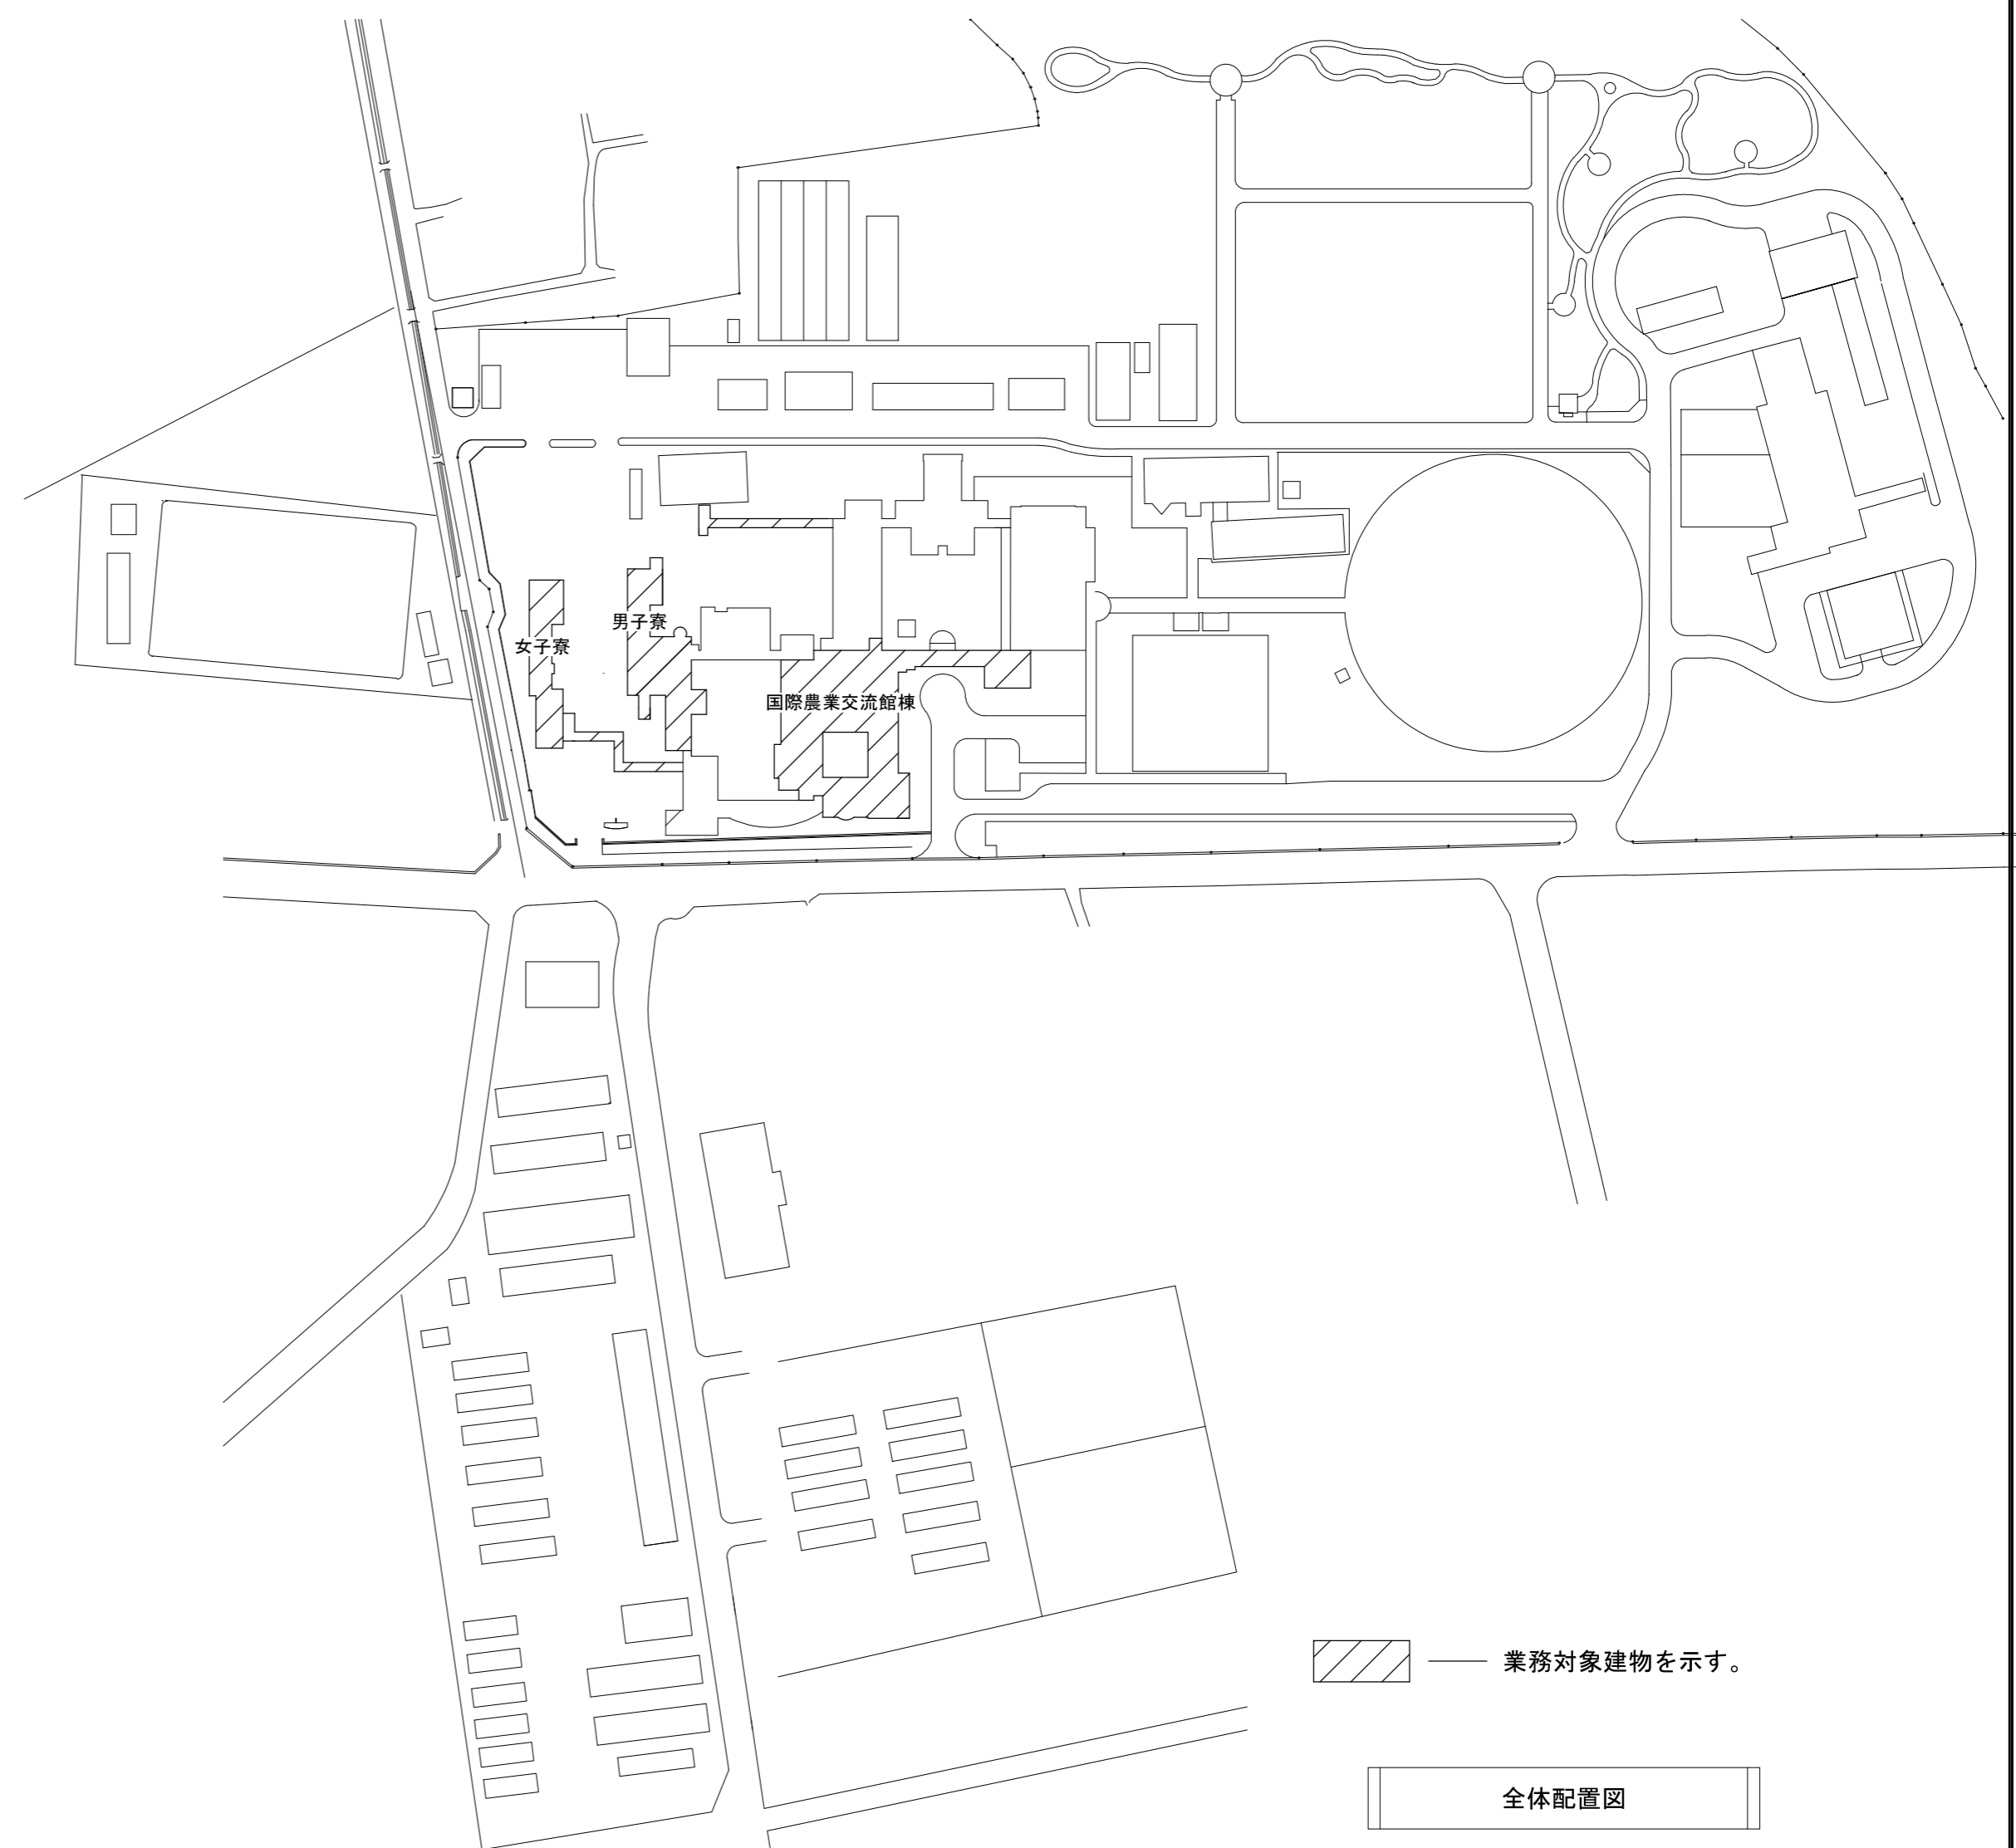 男子寮
女子寮
国際農業交流館棟
業務対象建物を示す。
全体配置図